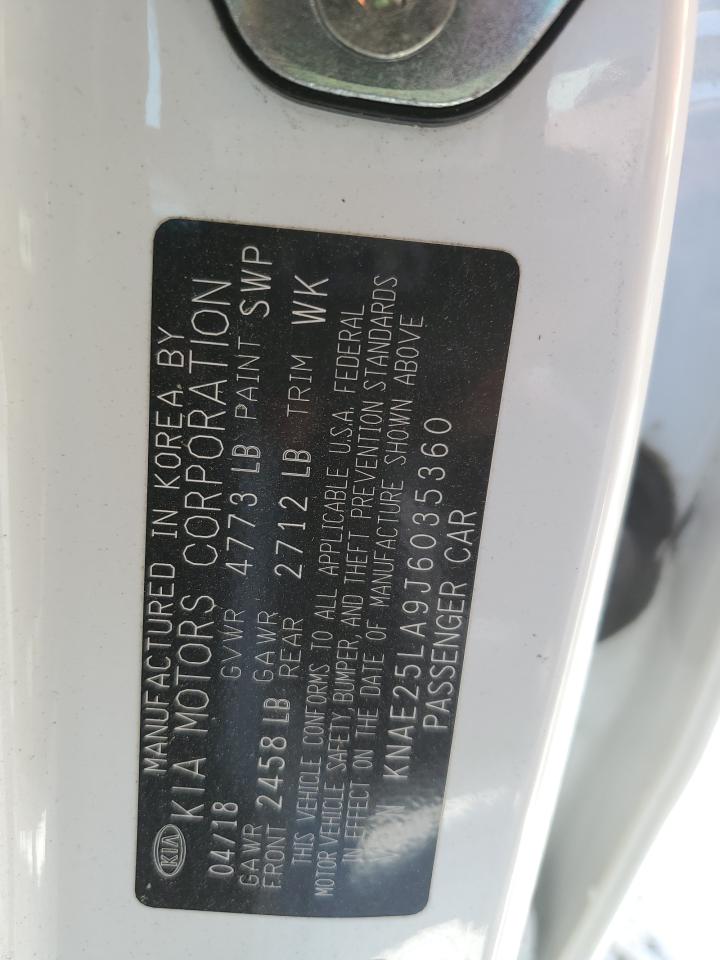 KIA
MANUFACTURED IN KOREA BY
KIA MOTORS CORPORATION
04/18 GVWR 4773 LB PAINT SWP
GAWR FRONT 2458 LB GAWR REAR 2712 LB TRIM WK
THIS VEHICLE CONFORMS TO ALL APPLICABLE U.S.A. FEDERAL
MOTOR VEHICLE SAFETY, BUMPER, AND THEFT PREVENTION STANDARDS
IN EFFECT ON THE DATE OF MANUFACTURE SHOWN ABOVE
KNAE25LA9J6035360
PASSENGER CAR